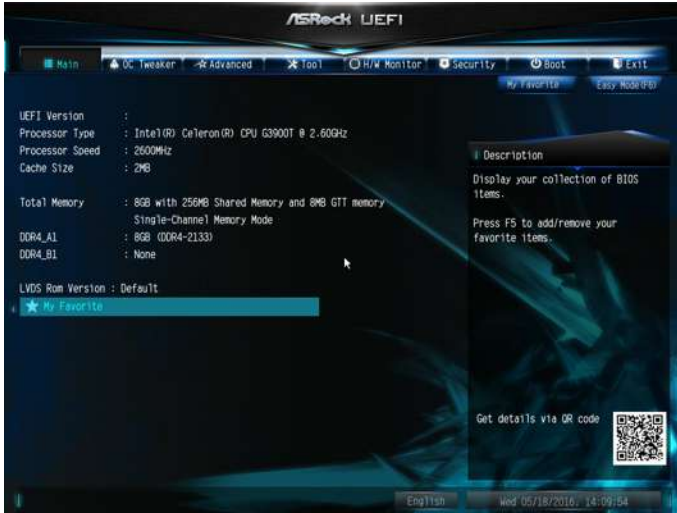 ASRock UEFI
Main OC Tweaker Advanced Tool H/W Monitor Security Boot Exit
My Favorite Easy Mode(F6)
UEFI Version :
Processor Type : Intel(R) Celeron(R) CPU G3900T @ 2.60GHz
Processor Speed : 2600MHz
Cache Size : 2MB
Total Memory : 8GB with 256MB Shared Memory and 8MB GTT memory
Single-Channel Memory Mode
DDR4_A1 : 8GB (DDR4-2133)
DDR4_B1 : None
LVDS Rom Version : Default
My Favorite
Description
Display your collection of BIOS
items.
Press F5 to add/remove your
favorite items.
Get details via QR code
English Wed 05/18/2016, 14:09:54